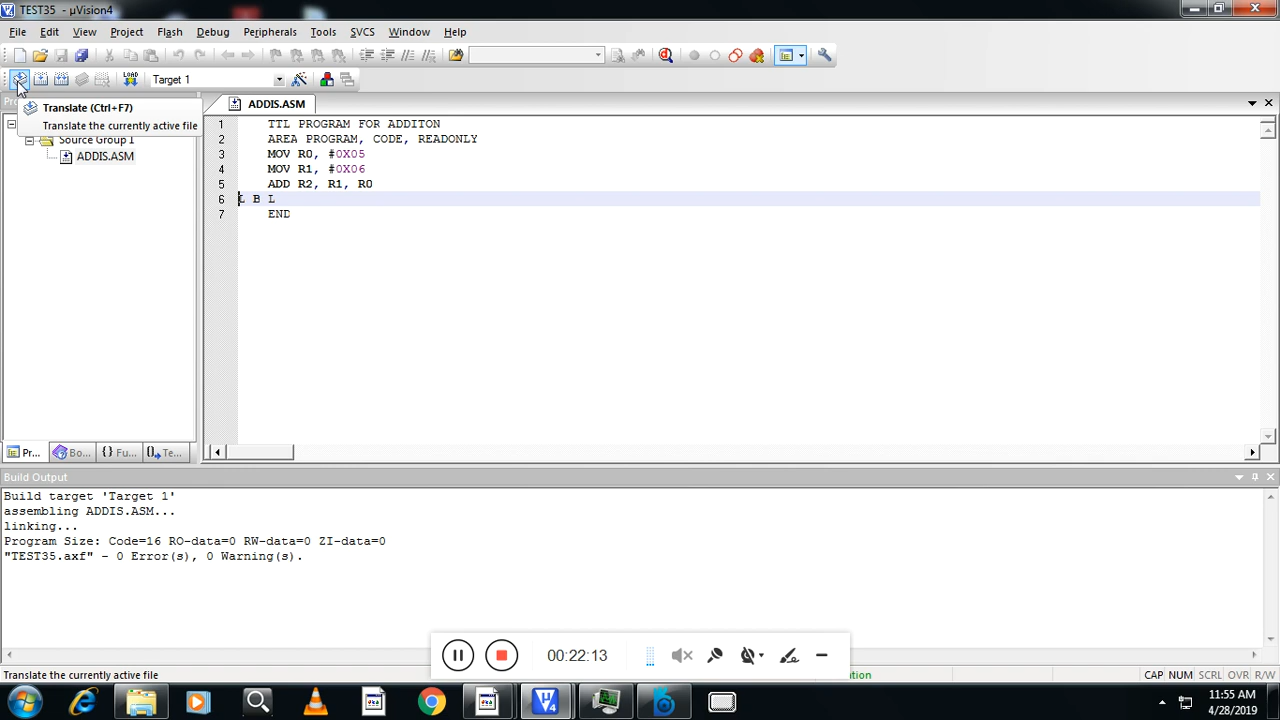 TEST35 - µVision4
File Edit View Project Flash Debug Peripherals Tools SVCS Window Help
LOAD Target 1
Translate (Ctrl+F7)
Translate the currently active file
Source Group 1
ADDIS.ASM
ADDIS.ASM
1 TTL PROGRAM FOR ADDITON
2 AREA PROGRAM, CODE, READONLY
3 MOV R0, #0X05
4 MOV R1, #0X06
5 ADD R2, R1, R0
6 L B L
7 END
Pr... Bo... {} Fu... Te...
Build Output
Build target 'Target 1'
assembling ADDIS.ASM...
linking...
Program Size: Code=16 RO-data=0 RW-data=0 ZI-data=0
"TEST35.axf" - 0 Error(s), 0 Warning(s).
00:22:13
Translate the currently active file CAP NUM SCRL OVR R/W
11:55 AM
4/28/2019